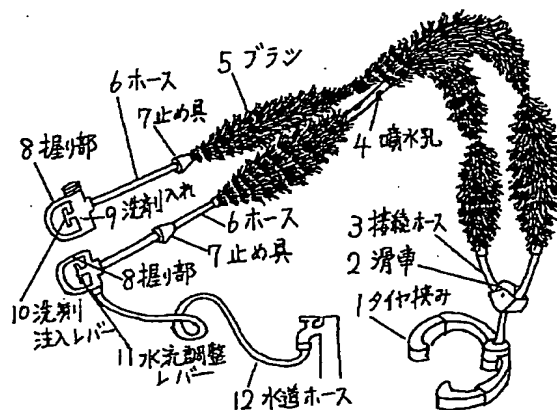 5 ブラシ
6 ホース
7 止め具
8 握り部
4 噴水孔
9 洗剤入れ
6 ホース
3 接続ホース
7 止め具
2 滑車
8 握り部
1 タイヤ挟み
10 洗剤
注入レバー
11 水流調整
レバー
12 水道ホース